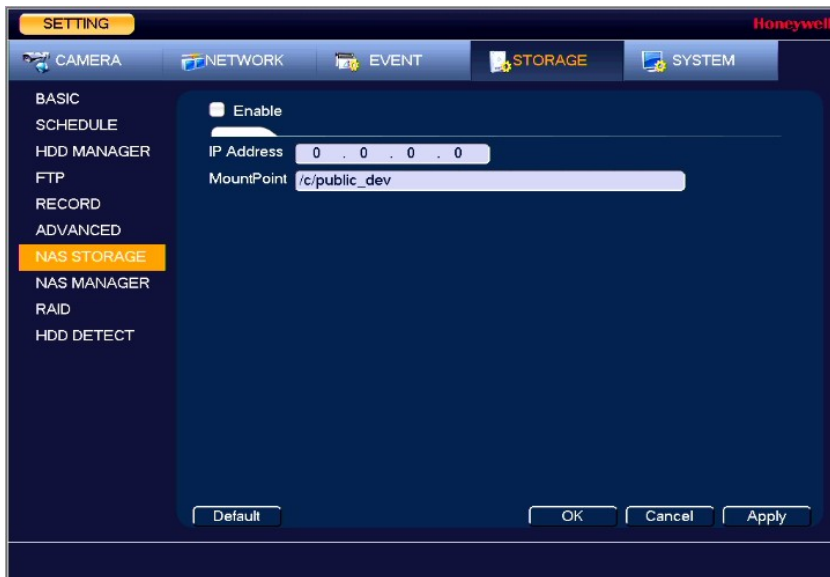 SETTING
Honeywell
CAMERA NETWORK EVENT STORAGE SYSTEM
BASIC
SCHEDULE
HDD MANAGER
FTP
RECORD
ADVANCED
NAS STORAGE
NAS MANAGER
RAID
HDD DETECT
Enable
IP Address 0 . 0 . 0 . 0
MountPoint /c/public_dev
Default OK Cancel Apply